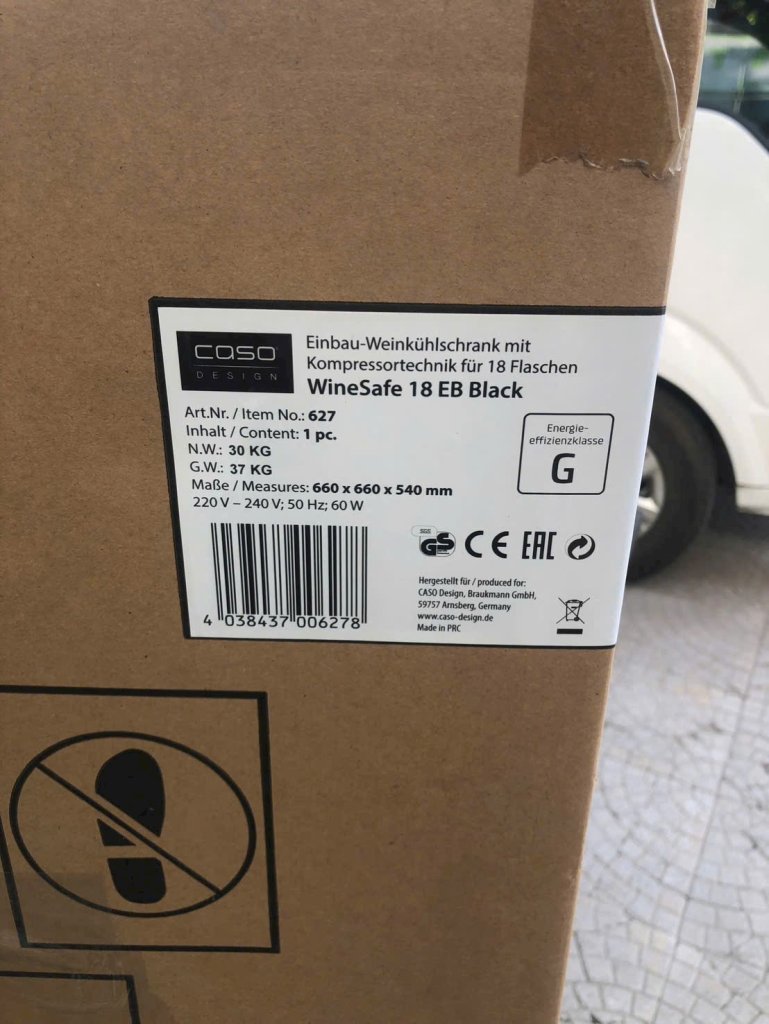 caso
DESIGN
Einbau-Weinkühlschrank mit
Kompressortechnik für 18 Flaschen
WineSafe 18 EB Black
Art.Nr. / Item No.: 627
Inhalt / Content: 1 pc.
N.W.: 30 KG
G.W.: 37 KG
Maße / Measures: 660 x 660 x 540 mm
220 V – 240 V; 50 Hz; 60 W
Energie-
effizienzklasse
G
SGS
GS CE EAC
Hergestellt für / produced for:
CASO Design, Braukmann GmbH,
59757 Arnsberg, Germany
www.caso-design.de
Made in PRC
4 038437 006278